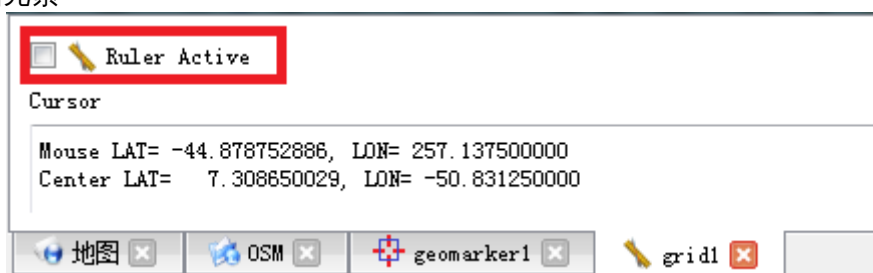 Ruler Active
Cursor
Mouse LAT= -44.878752886, LON= 257.137500000
Center LAT=   7.308650029, LON= -50.831250000
地图 OSM geomarker1 grid1